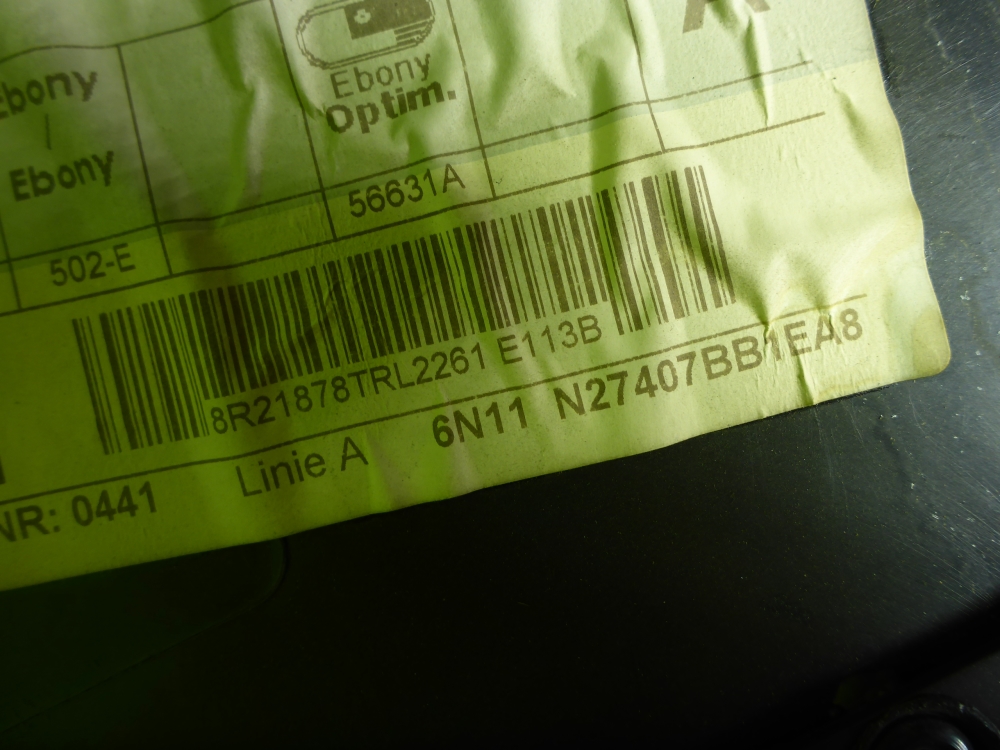 Ebony
Optim.
Ebony
Ebony
56631A
502-E
8R21878TRL2261 E113B
6N11 N27407BB1EA8
Linie A
NR: 0441